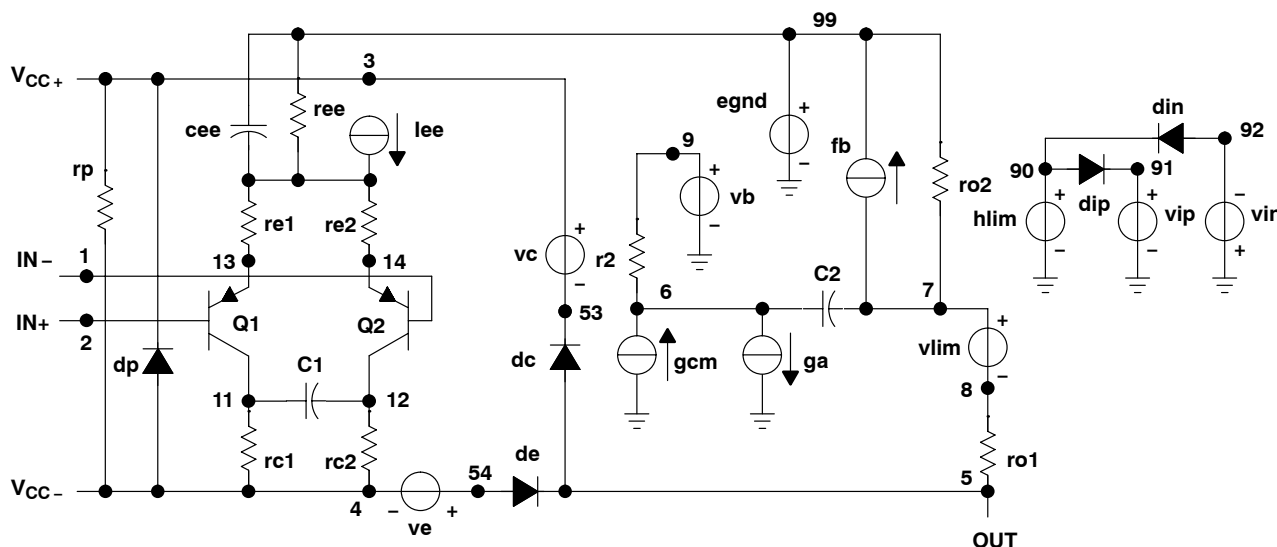 99
VCC+
3
ree
cee
Iee
egnd
din
92
rp
9
fb
90
91
vb
ro2
dip
re1
re2
hlim
vip
vin
1
IN−
13
14
vc
r2
C2
6
7
IN+
2
Q1
Q2
53
dp
dc
gcm
ga
vlim
C1
11
12
8
rc1
rc2
54
de
ro1
VCC−
4
5
ve
OUT
+
−
+
−
+
−
+
−
+
−
+
−
−
+
−
+